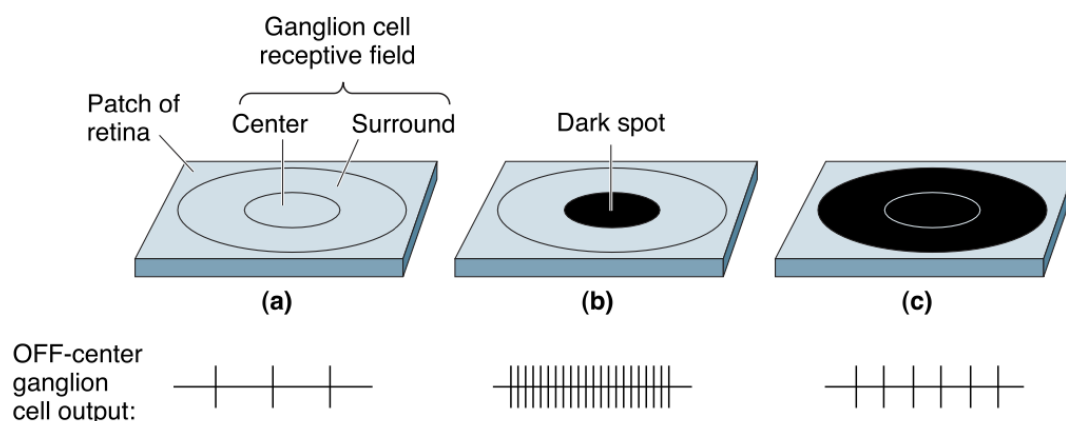 Ganglion cell
receptive field
Patch of
retina
Center
Surround
Dark spot
(a)
(b)
(c)
OFF-center
ganglion
cell output: